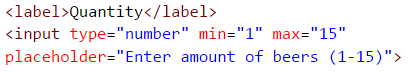 <label>Quantity</label>
<input type="number" min="1" max="15"
placeholder="Enter amount of beers (1-15)">